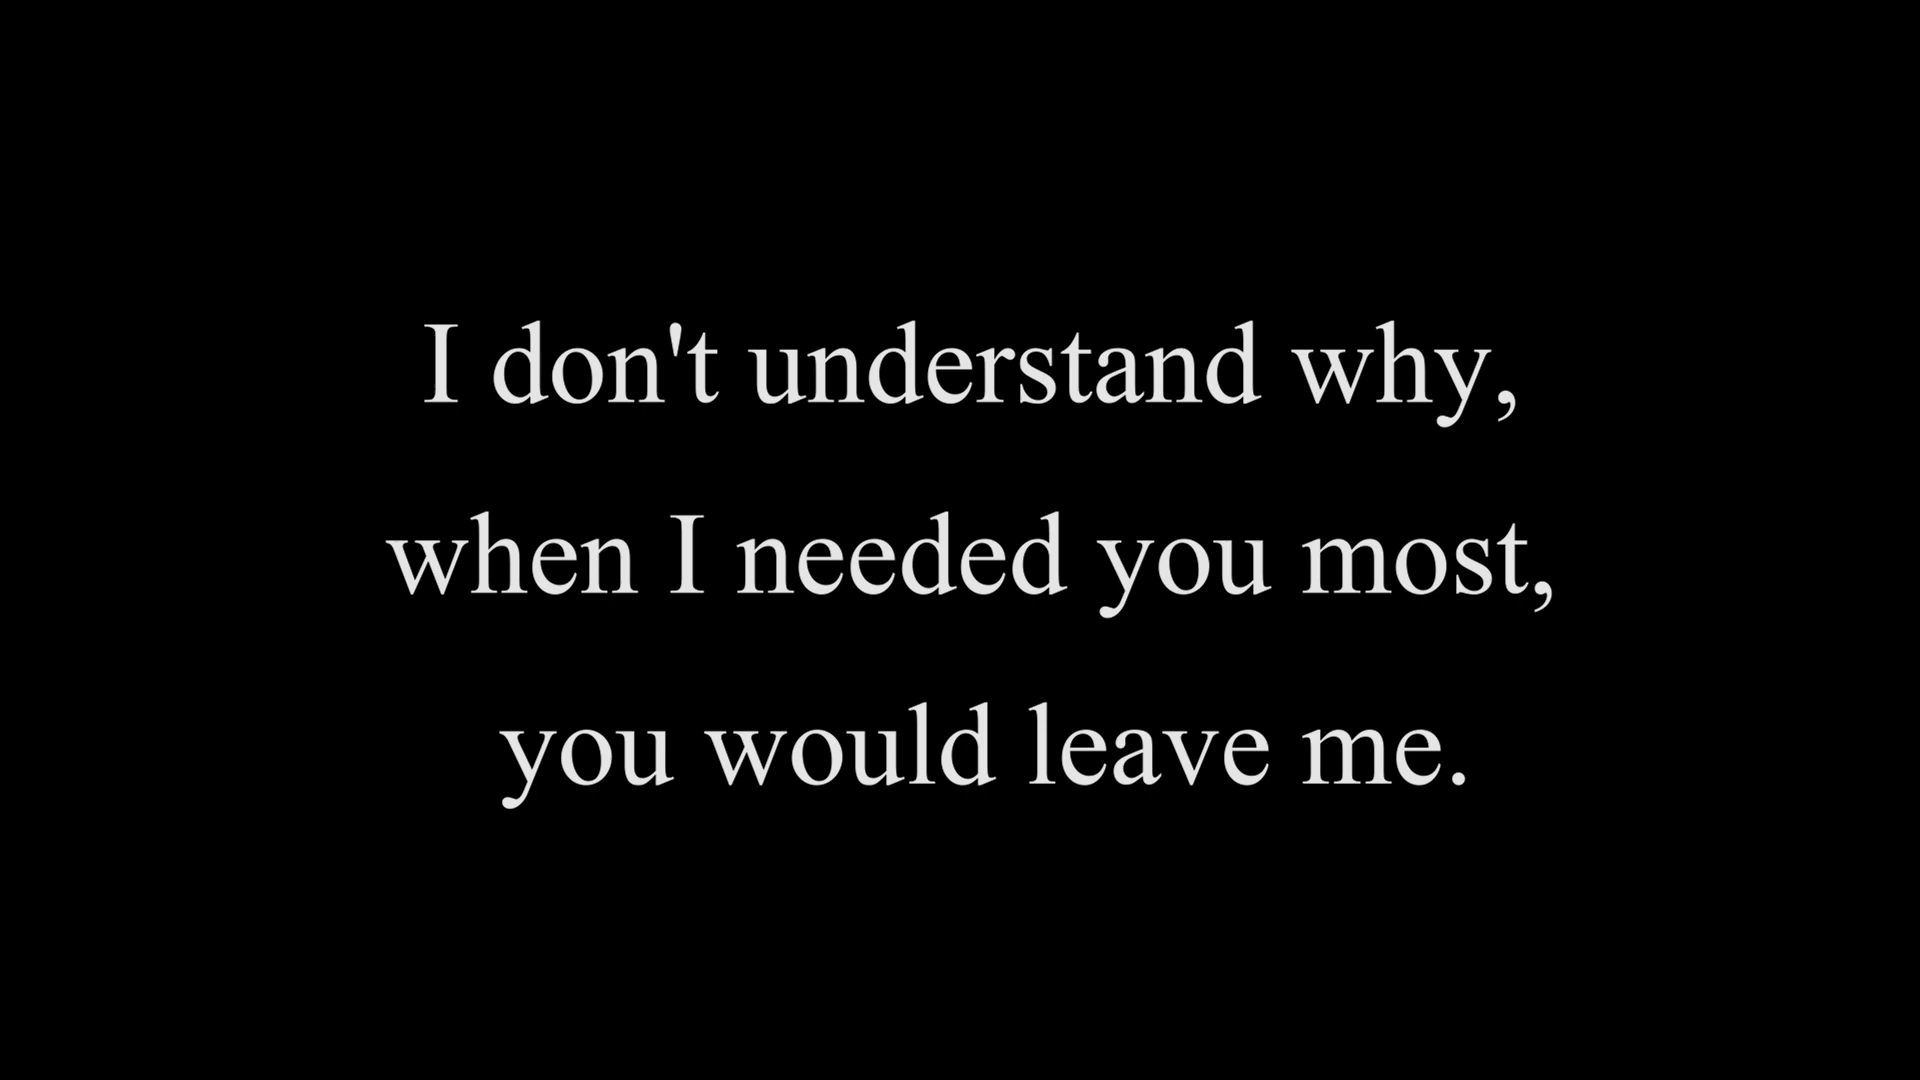 I don't understand why,
when I needed you most,
you would leave me.